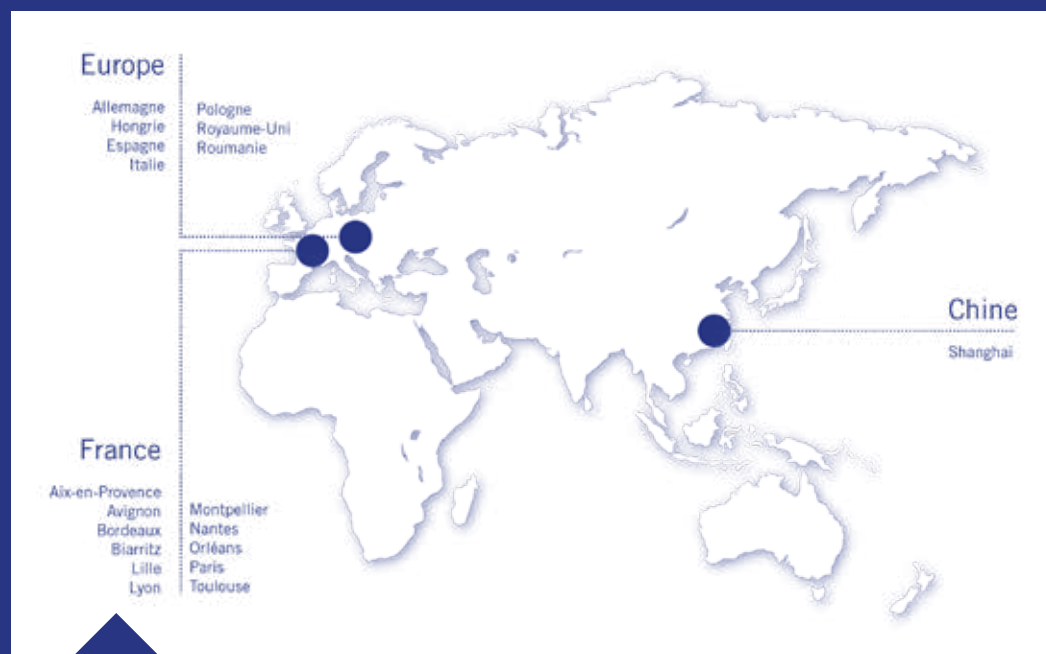 Europe
Allemagne
Hongrie
Espagne
Italie
Pologne
Royaume-Uni
Roumanie
Chine
Shanghai
France
Aix-en-Provence
Avignon
Bordeaux
Biarritz
Lille
Lyon
Montpellier
Nantes
Orléans
Paris
Toulouse